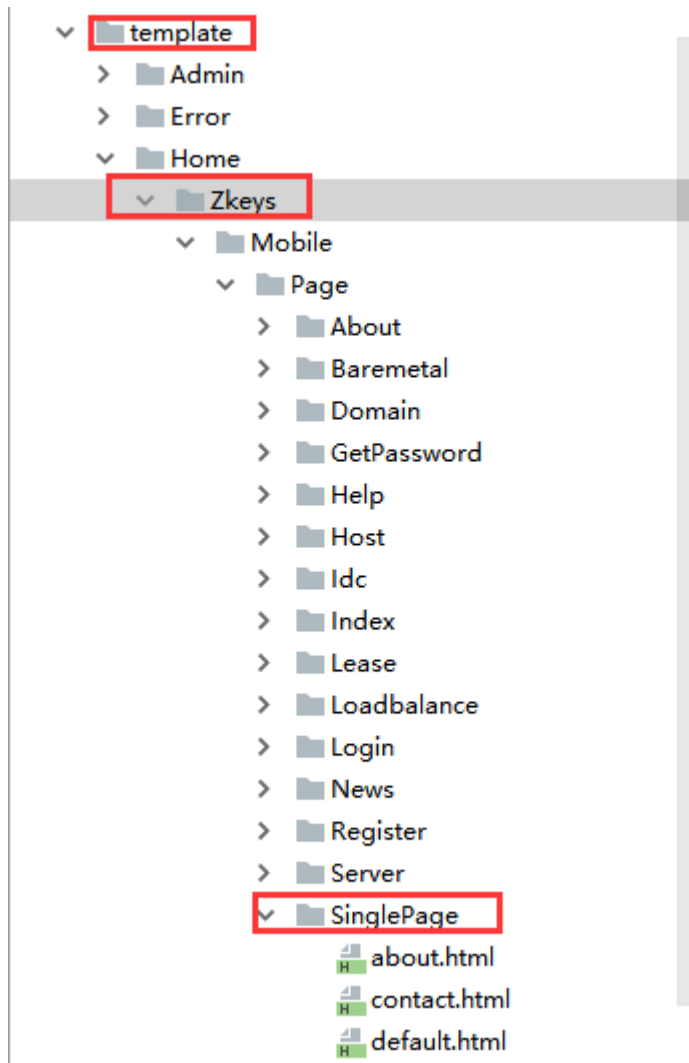 template
Admin
Error
Home
Zkeys
Mobile
Page
About
Baremetal
Domain
GetPassword
Help
Host
Idc
Index
Lease
Loadbalance
Login
News
Register
Server
SinglePage
H about.html
H contact.html
H default.html